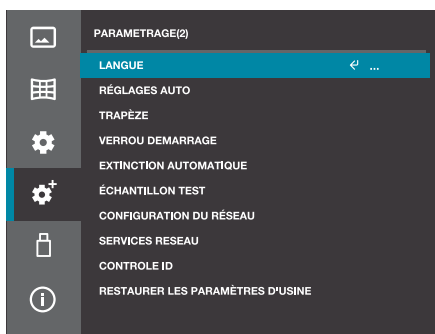 PARAMETRAGE(2)
LANGUE ...
RÉGLAGES AUTO
TRAPÈZE
VERROU DEMARRAGE
EXTINCTION AUTOMATIQUE
ÉCHANTILLON TEST
CONFIGURATION DU RÉSEAU
SERVICES RESEAU
CONTROLE ID
RESTAURER LES PARAMÈTRES D'USINE